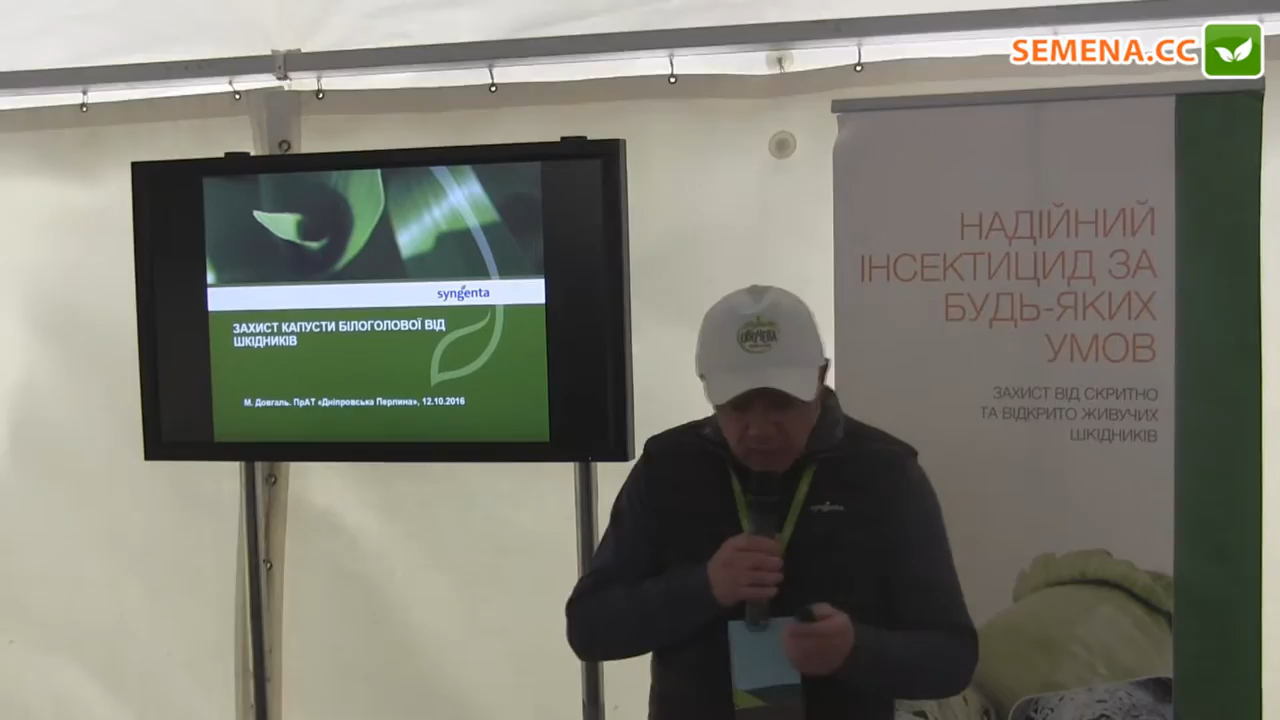 SEMENA.CC
syngenta
ЗАХИСТ КАПУСТИ БІЛОГОЛОВОЇ ВІД
ШКІДНИКІВ
М. Довгаль. ПрАТ «Дніпровська Перлина», 12.10.2016
НАДІЙНИЙ
ІНСЕКТИЦИД ЗА
БУДЬ-ЯКИХ
УМОВ
ЗАХИСТ ВІД СКРИТНО
ТА ВІДКРИТО ЖИВУЧИХ
ШКІДНИКІВ
syngenta